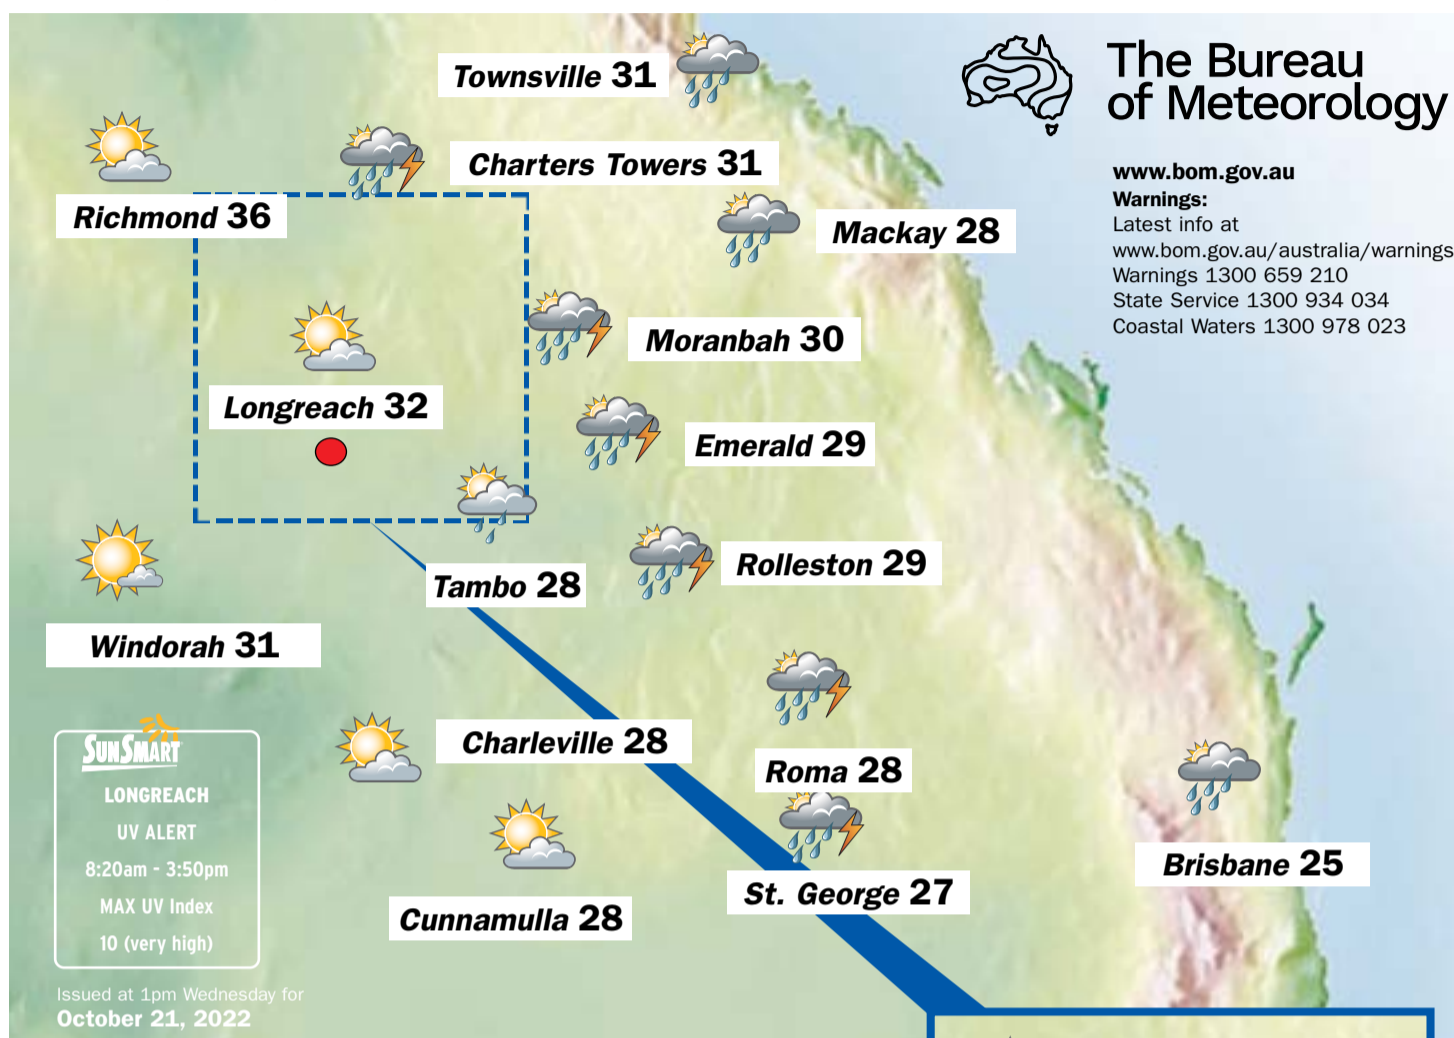 The Bureau
of Meteorology
Townsville 31
Charters Towers 31
www.bom.gov.au
Warnings:
Latest info at
www.bom.gov.au/australia/warnings
Warnings 1300 659 210
State Service 1300 934 034
Coastal Waters 1300 978 023
Richmond 36
Mackay 28
Moranbah 30
Longreach 32
Emerald 29
Rolleston 29
Tambo 28
Windorah 31
Charleville 28
Roma 28
Brisbane 25
St. George 27
Cunnamulla 28
SUNSMART
LONGREACH
UV ALERT
8:20am - 3:50pm
MAX UV Index
10 (very high)
Issued at 1pm Wednesday for
October 21, 2022